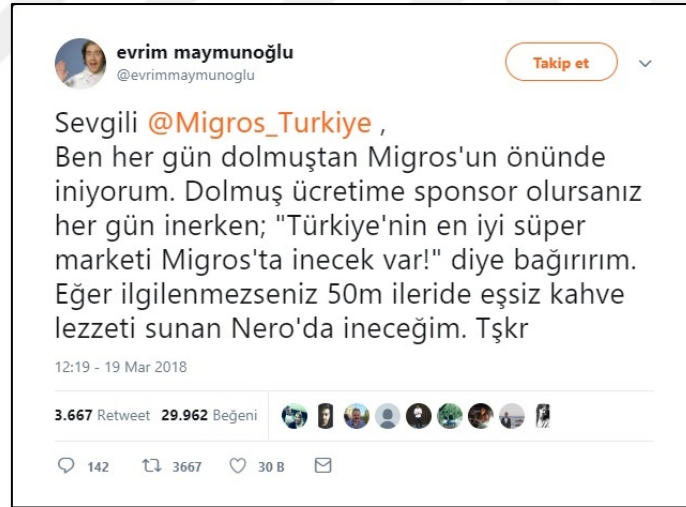 evrim maymunoğlu
@evrimmaymunoglu
Takip et
Sevgili @Migros_Turkiye ,
Ben her gün dolmuştan Migros'un önünde
iniyorum. Dolmuş ücretime sponsor olursanız
her gün inerken; "Türkiye'nin en iyi süper
marketi Migros'ta inecek var!" diye bağırırım.
Eğer ilgilenmezseniz 50m ileride eşsiz kahve
lezzeti sunan Nero'da ineceğim. Tşkr
12:19 - 19 Mar 2018
3.667 Retweet 29.962 Beğeni
142 3667 30 B